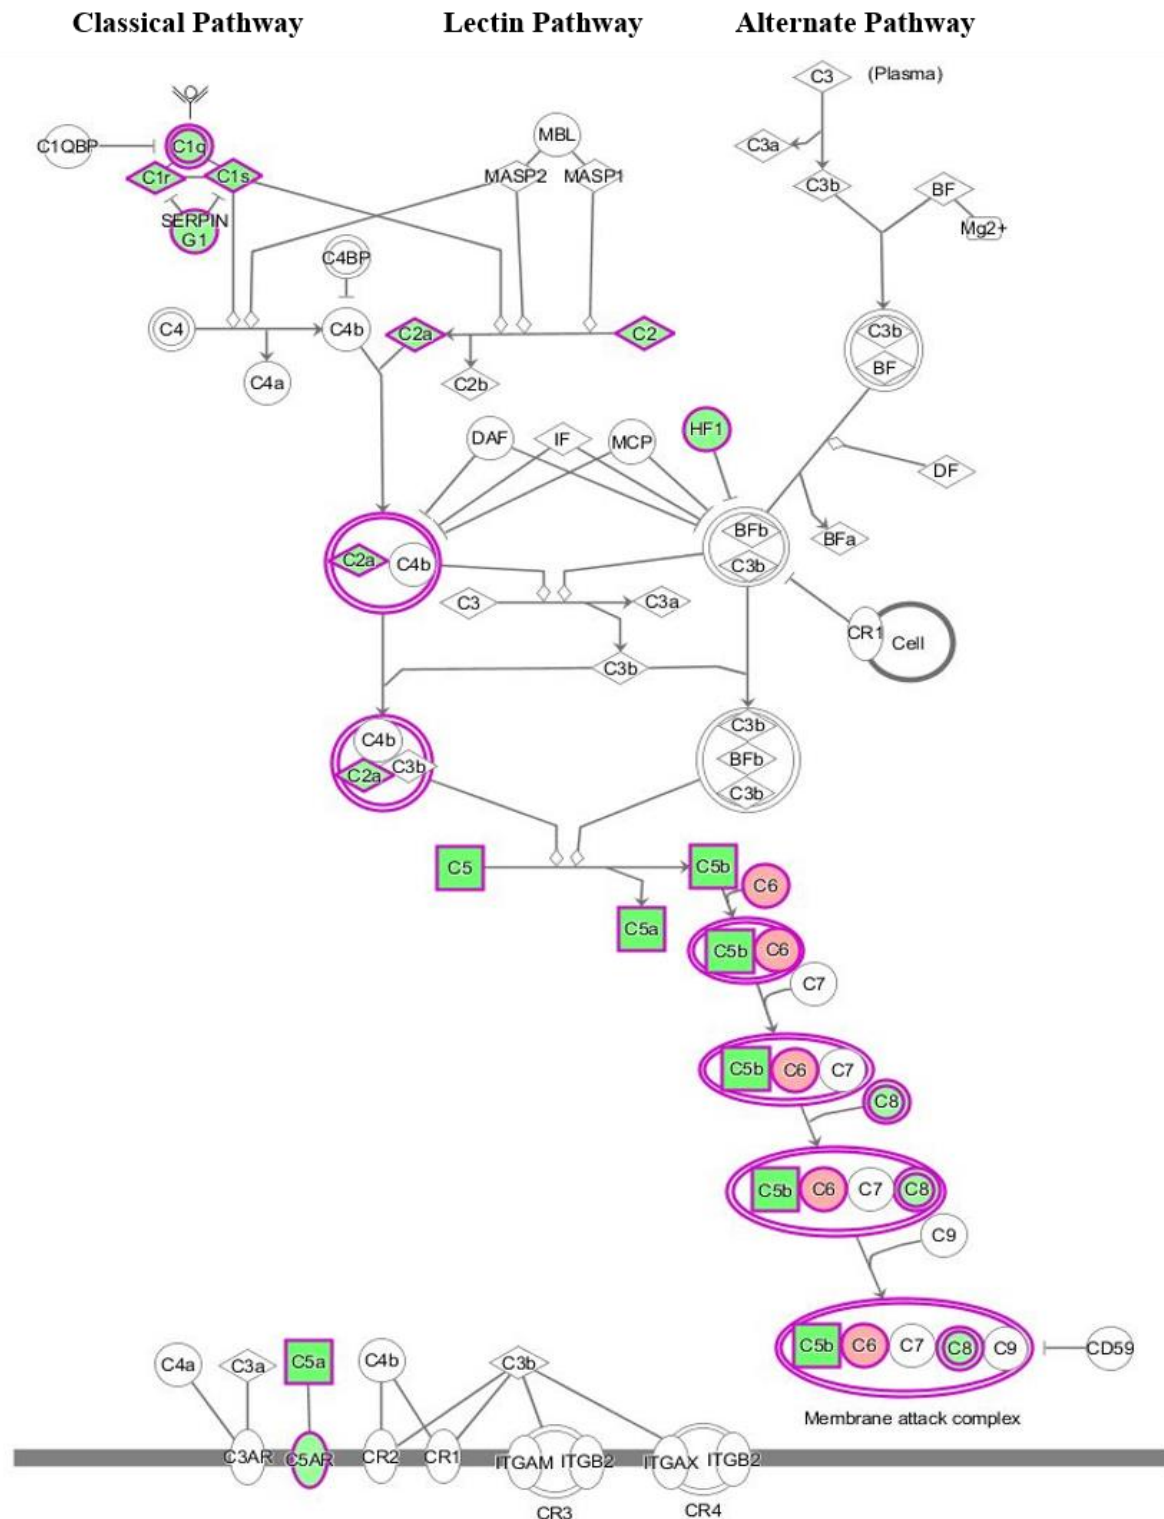 Classical Pathway
Lectin Pathway
Alternate Pathway
C3
(Plasma)
C1QBP
C1q
MBL
C3a
C1r
C1s
MASP2
MASP1
C3b
BF
SERPIN
G1
Mg2+
C4BP
C4
C4b
C2a
C2
C3b
BF
C4a
C2b
DAF
IF
MCP
HF1
DF
BFb
BFa
C2a
C4b
C3b
C3
C3a
CR1
Cell
C3b
C4b
C3b
C2a
C3b
BFb
C3b
C5
C5b
C6
C5a
C5b
C6
C7
C5b
C6
C7
C8
C5b
C6
C7
C8
C9
C5b
C6
C7
C8
C9
CD59
C4a
C3a
C5a
C4b
C3b
Membrane attack complex
C3AR
C5AR
CR2
CR1
ITGAM
ITGB2
ITGAX
ITGB2
CR3
CR4